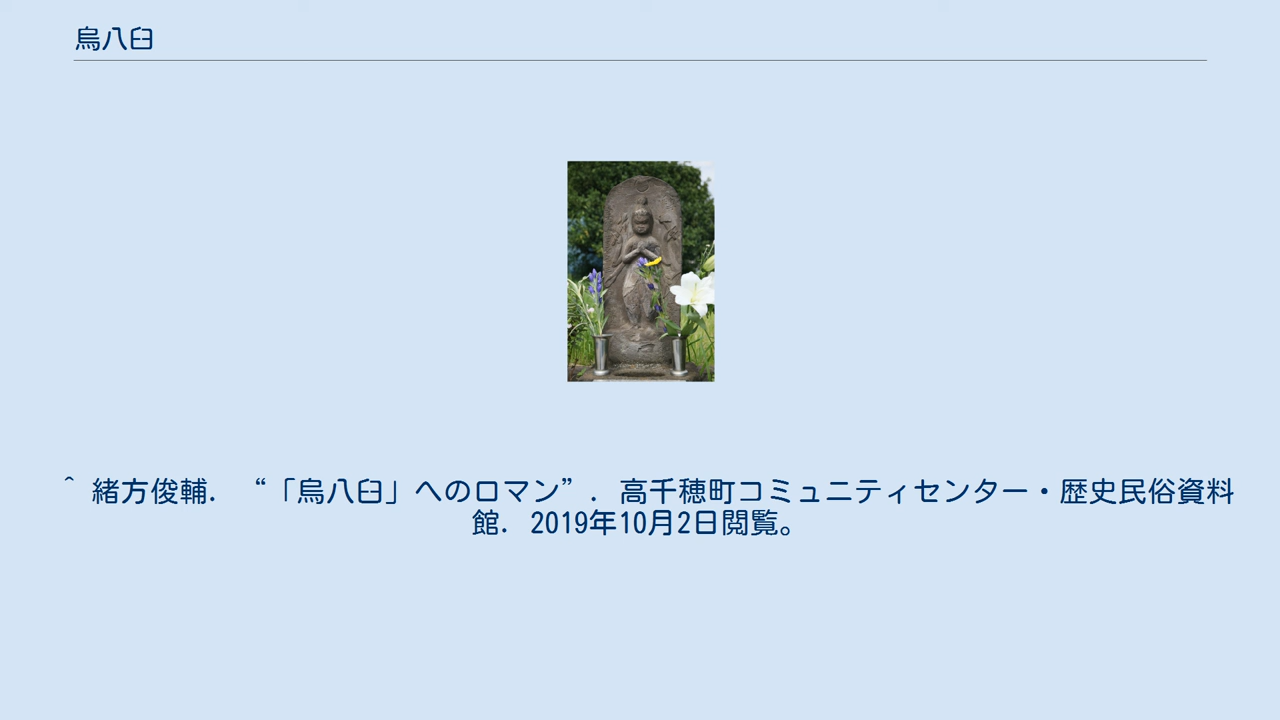 烏八臼
^ 緒方俊輔. “「烏八臼」へのロマン”. 高千穂町コミュニティセンター・歴史民俗資料
館. 2019年10月2日閲覧。